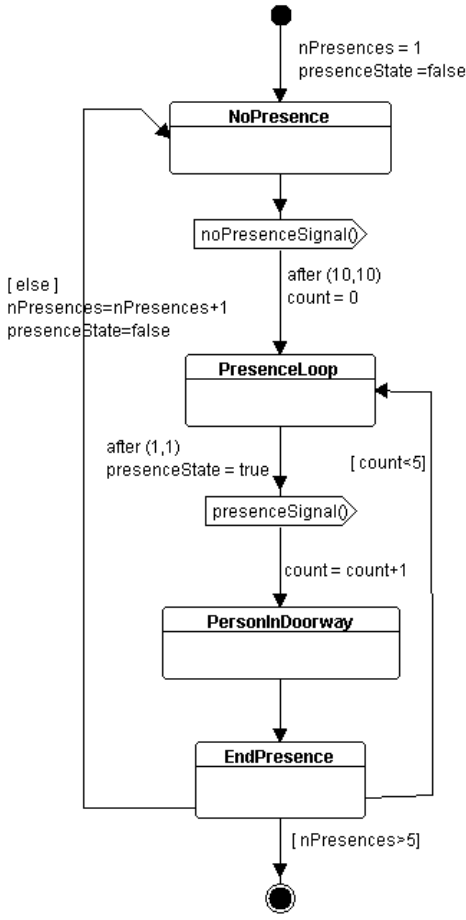 nPresences = 1
presenceState =false
NoPresence
noPresenceSignal()
[ else ]
nPresences=nPresences+1
presenceState=false
after (10,10)
count = 0
PresenceLoop
after (1,1)
presenceState = true
[ count<5]
presenceSignal()
count = count+1
PersonInDoorway
EndPresence
[ nPresences>5]